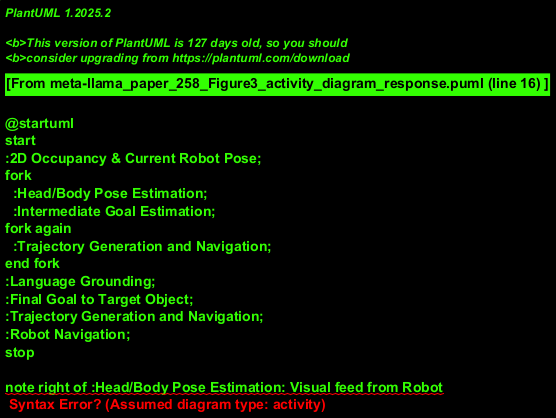 PlantUML 1.2025.2
<b>This version of PlantUML is 127 days old, so you should
<b>consider upgrading from https://plantuml.com/download
[From meta-llama_paper_258_Figure3_activity_diagram_response.puml (line 16) ]
@startuml
start
:2D Occupancy & Current Robot Pose;
fork
:Head/Body Pose Estimation;
:Intermediate Goal Estimation;
fork again
:Trajectory Generation and Navigation;
end fork
:Language Grounding;
:Final Goal to Target Object;
:Trajectory Generation and Navigation;
:Robot Navigation;
stop
note right of :Head/Body Pose Estimation: Visual feed from Robot
Syntax Error? (Assumed diagram type: activity)